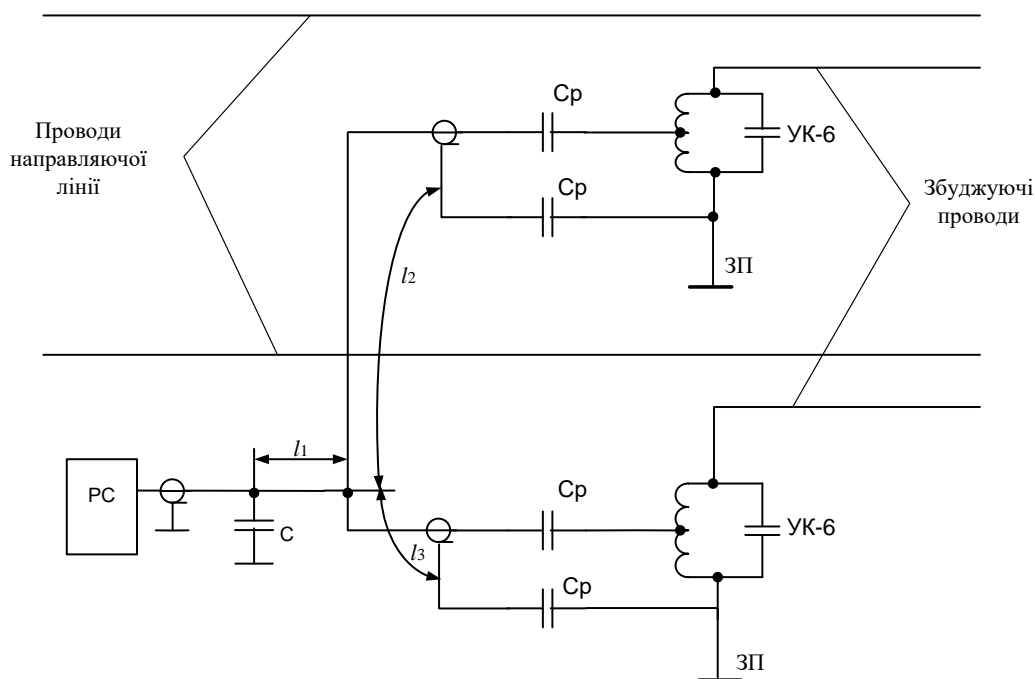 Проводи
направляючої
лінії
Ср
УК-6
Збуджуючі
проводи
Ср
ЗП
l2
l1
РС
С
Ср
УК-6
l3
Ср
ЗП